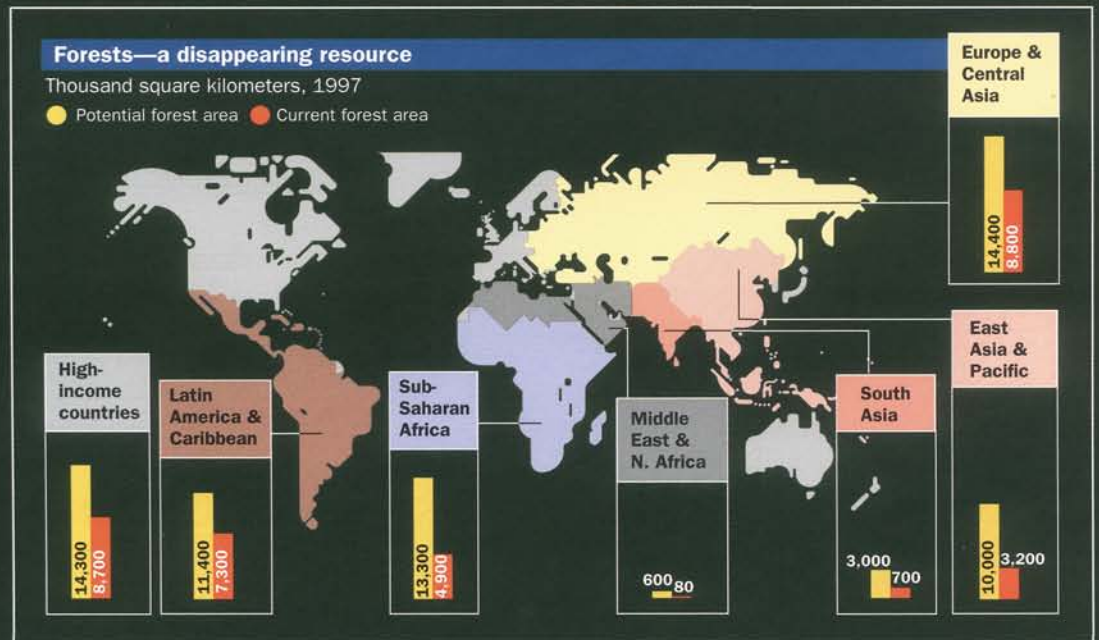 Forests—a disappearing resource
Thousand square kilometers, 1997
Potential forest area
Current forest area
Europe &
Central
Asia
14,400
8,800
High-
income
countries
14,300
8,700
Latin
America &
Caribbean
11,400
7,300
Sub-
Saharan
Africa
13,300
4,900
Middle
East &
N. Africa
600
80
South
Asia
3,000
700
East
Asia &
Pacific
10,000
3,200